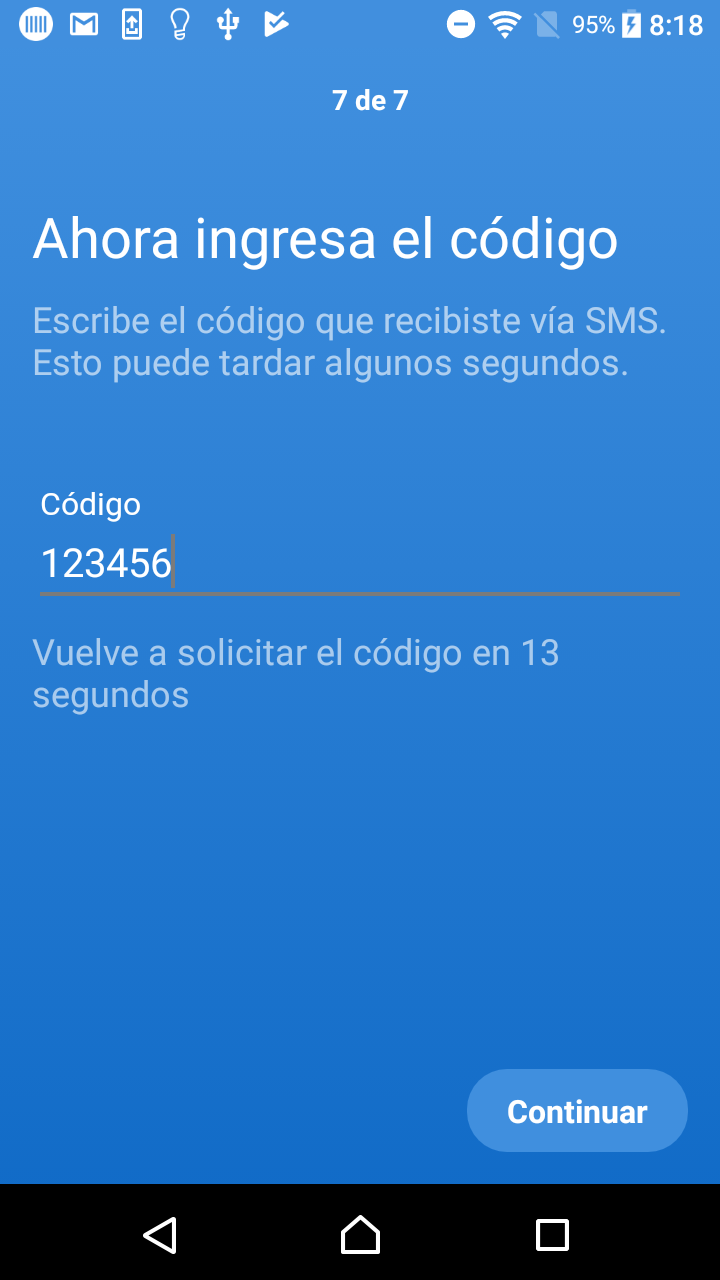 95% 8:18
7 de 7
Ahora ingresa el código
Escribe el código que recibiste vía SMS.
Esto puede tardar algunos segundos.
Código
123456
Vuelve a solicitar el código en 13
segundos
Continuar